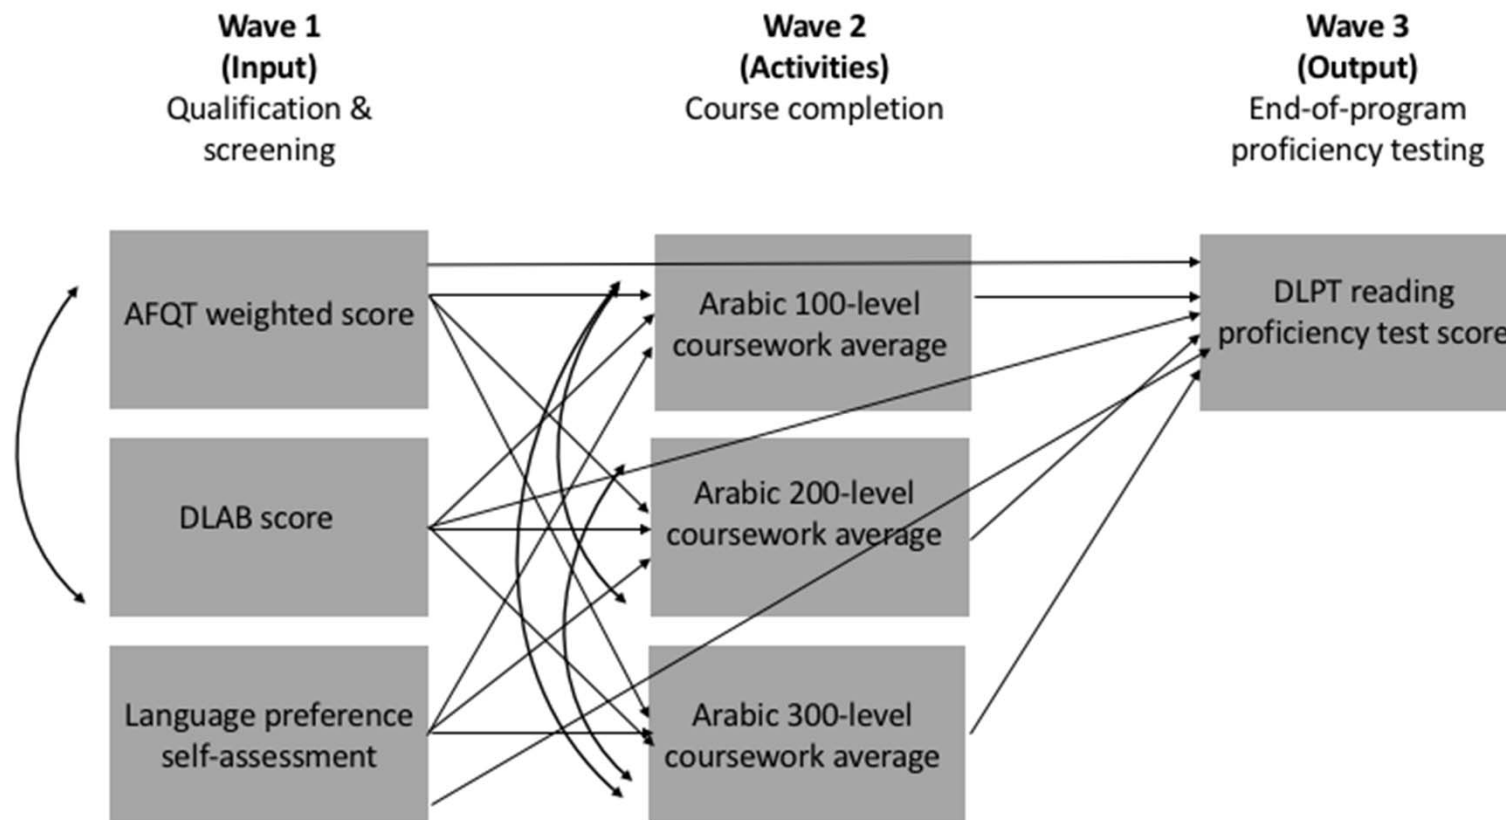 Wave 1
(Input)
Qualification &
screening
Wave 2
(Activities)
Course completion
Wave 3
(Output)
End-of-program
proficiency testing
AFQT weighted score
DLAB score
Language preference
self-assessment
Arabic 100-level
coursework average
Arabic 200-level
coursework average
Arabic 300-level
coursework average
DLPT reading
proficiency test score